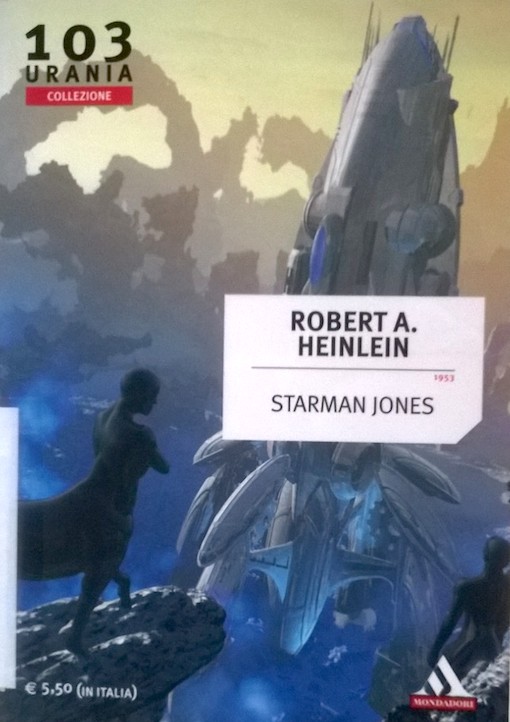 103
URANIA
COLLEZIONE
ROBERT A.
HEINLEIN
1953
STARMAN JONES
€ 5,50 (IN ITALIA)
MONDADORI